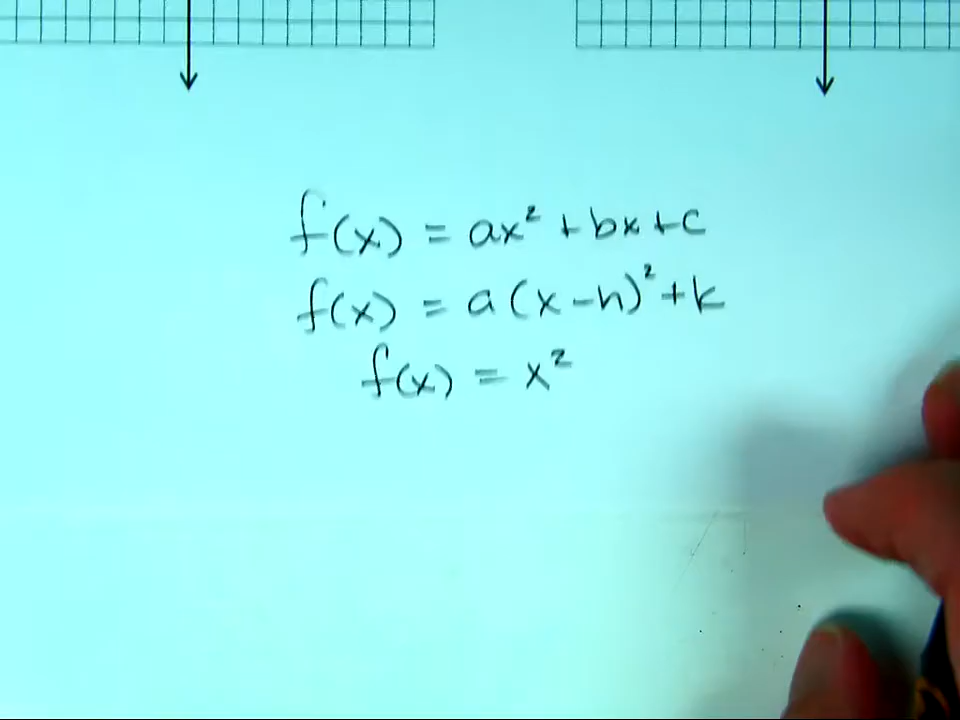 f(x) = ax² + bx + c
f(x) = a(x-h)² + k
f(x) = x²